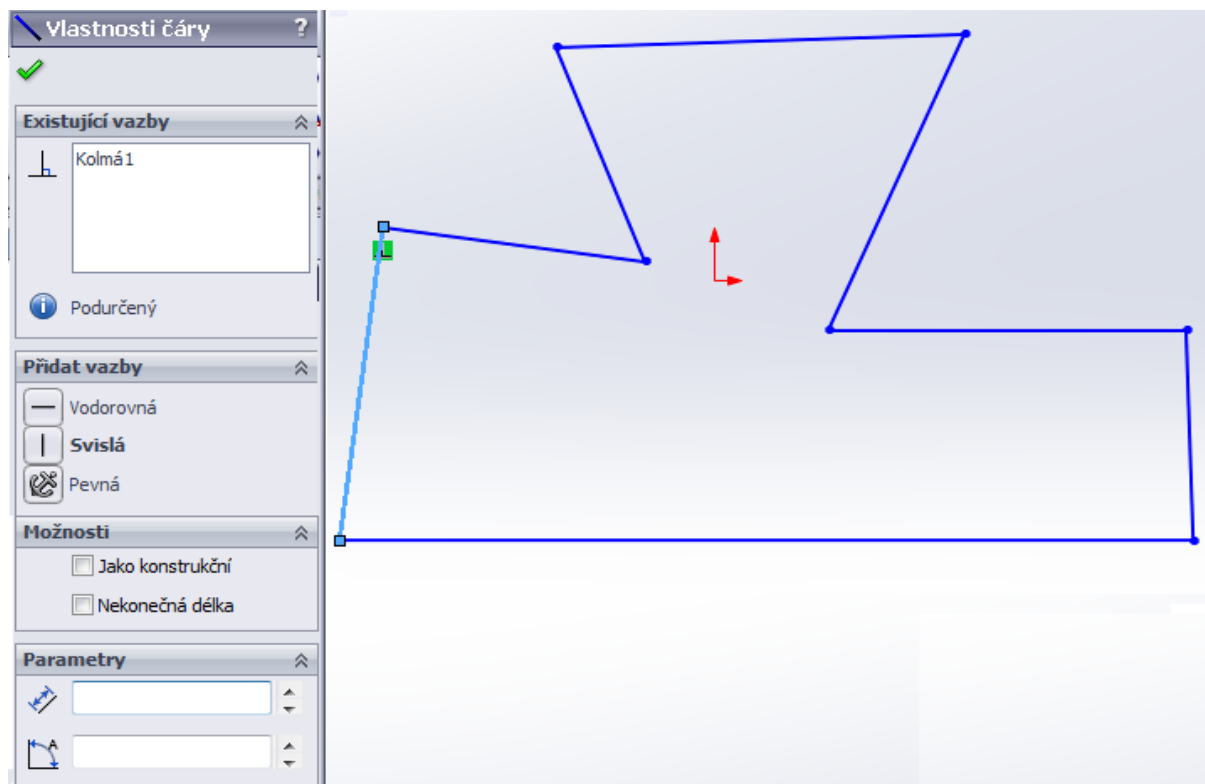 Vlastnosti čáry ?
Existující vazby
Kolmá1
Podurčený
Přidat vazby
Vodorovná
Svislá
Pevná
Možnosti
Jako konstrukční
Nekonečná délka
Parametry
A